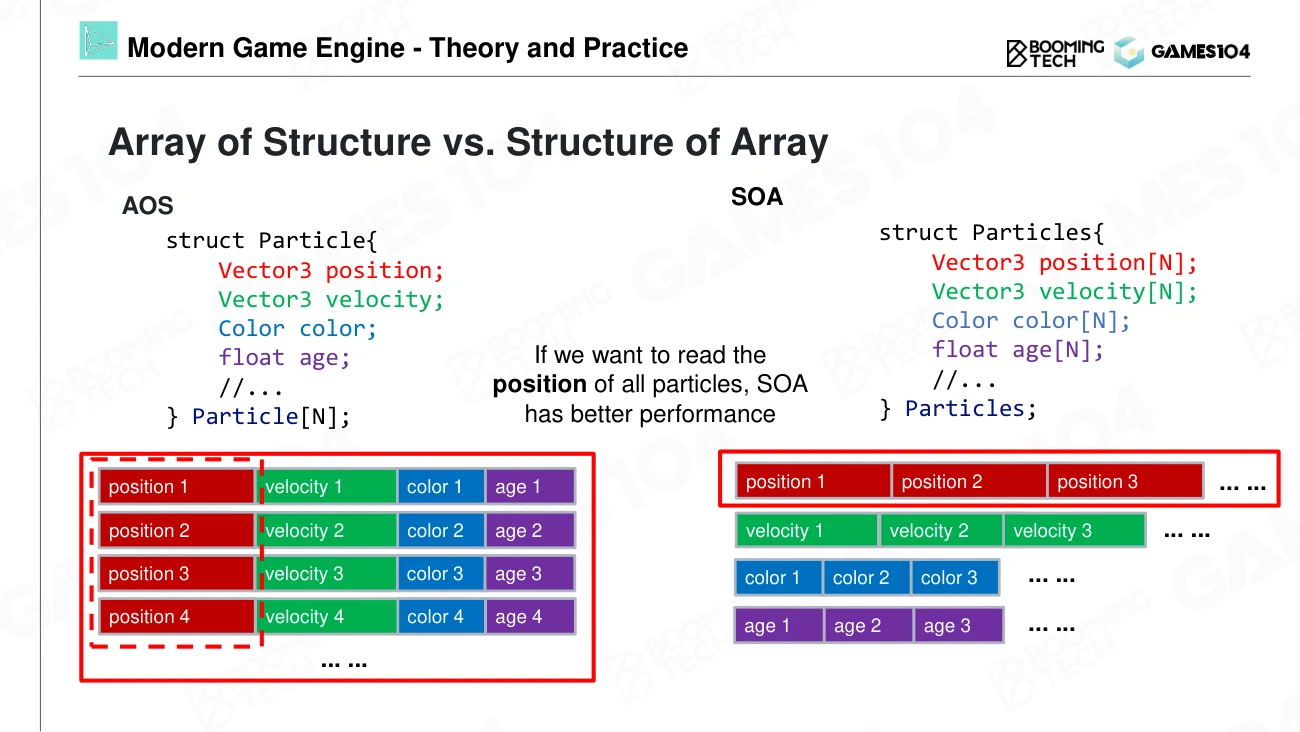 Modern Game Engine - Theory and Practice
BOOMING
TECH
GAMES104
Array of Structure vs. Structure of Array
AOS
struct Particle{
Vector3 position;
Vector3 velocity;
Color color;
float age;
//...
} Particle[N];
If we want to read the
position of all particles, SOA
has better performance
SOA
struct Particles{
Vector3 position[N];
Vector3 velocity[N];
Color color[N];
float age[N];
//...
} Particles;
position 1 velocity 1 color 1 age 1
position 2 velocity 2 color 2 age 2
position 3 velocity 3 color 3 age 3
position 4 velocity 4 color 4 age 4
... ...
position 1 position 2 position 3 ... ...
velocity 1 velocity 2 velocity 3 ... ...
color 1 color 2 color 3 ... ...
age 1 age 2 age 3 ... ...